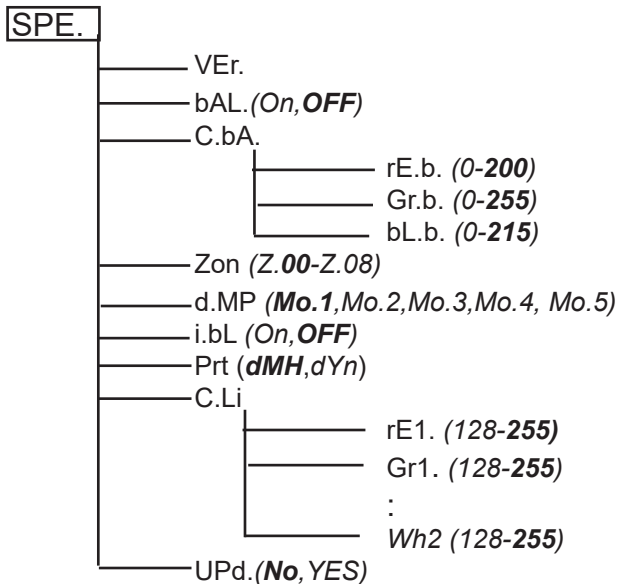 SPE.
VEr.
bAL.(On,OFF)
C.bA.
rE.b. (0-200)
Gr.b. (0-255)
bL.b. (0-215)
Zon (Z.00-Z.08)
d.MP (Mo.1,Mo.2,Mo.3,Mo.4, Mo.5)
i.bL (On,OFF)
Prt (dMH,dYn)
C.Li
rE1. (128-255)
Gr1. (128-255)
:
Wh2 (128-255)
UPd.(No,YES)